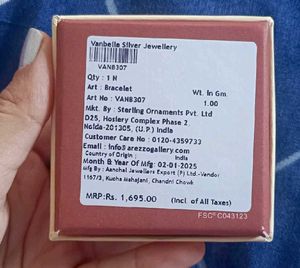 Vanbelle Silver Jewellery
VANB307
Qty : 1 N
Art : Bracelet Wt. In Gm.
Art No : VANB307 1.00
Mkt. By : Sterling Ornaments Pvt. Ltd
D25, Hosiery Complex Phase 2,
Noida-201305, (U.P.) India
Customer Care No : 0120-4359733
Email : info@arezzogallery.com
Country of Origin : India
Month & Year Of Mfg: 02-01-2025
Mfg By : Aanchal Jewellers Export (P) Ltd.-Vendor
1167/3, Kucha Mahajani, Chandni Chowk
MRP:Rs. 1,695.00 (Incl. of All Taxes)
FSC® C043123